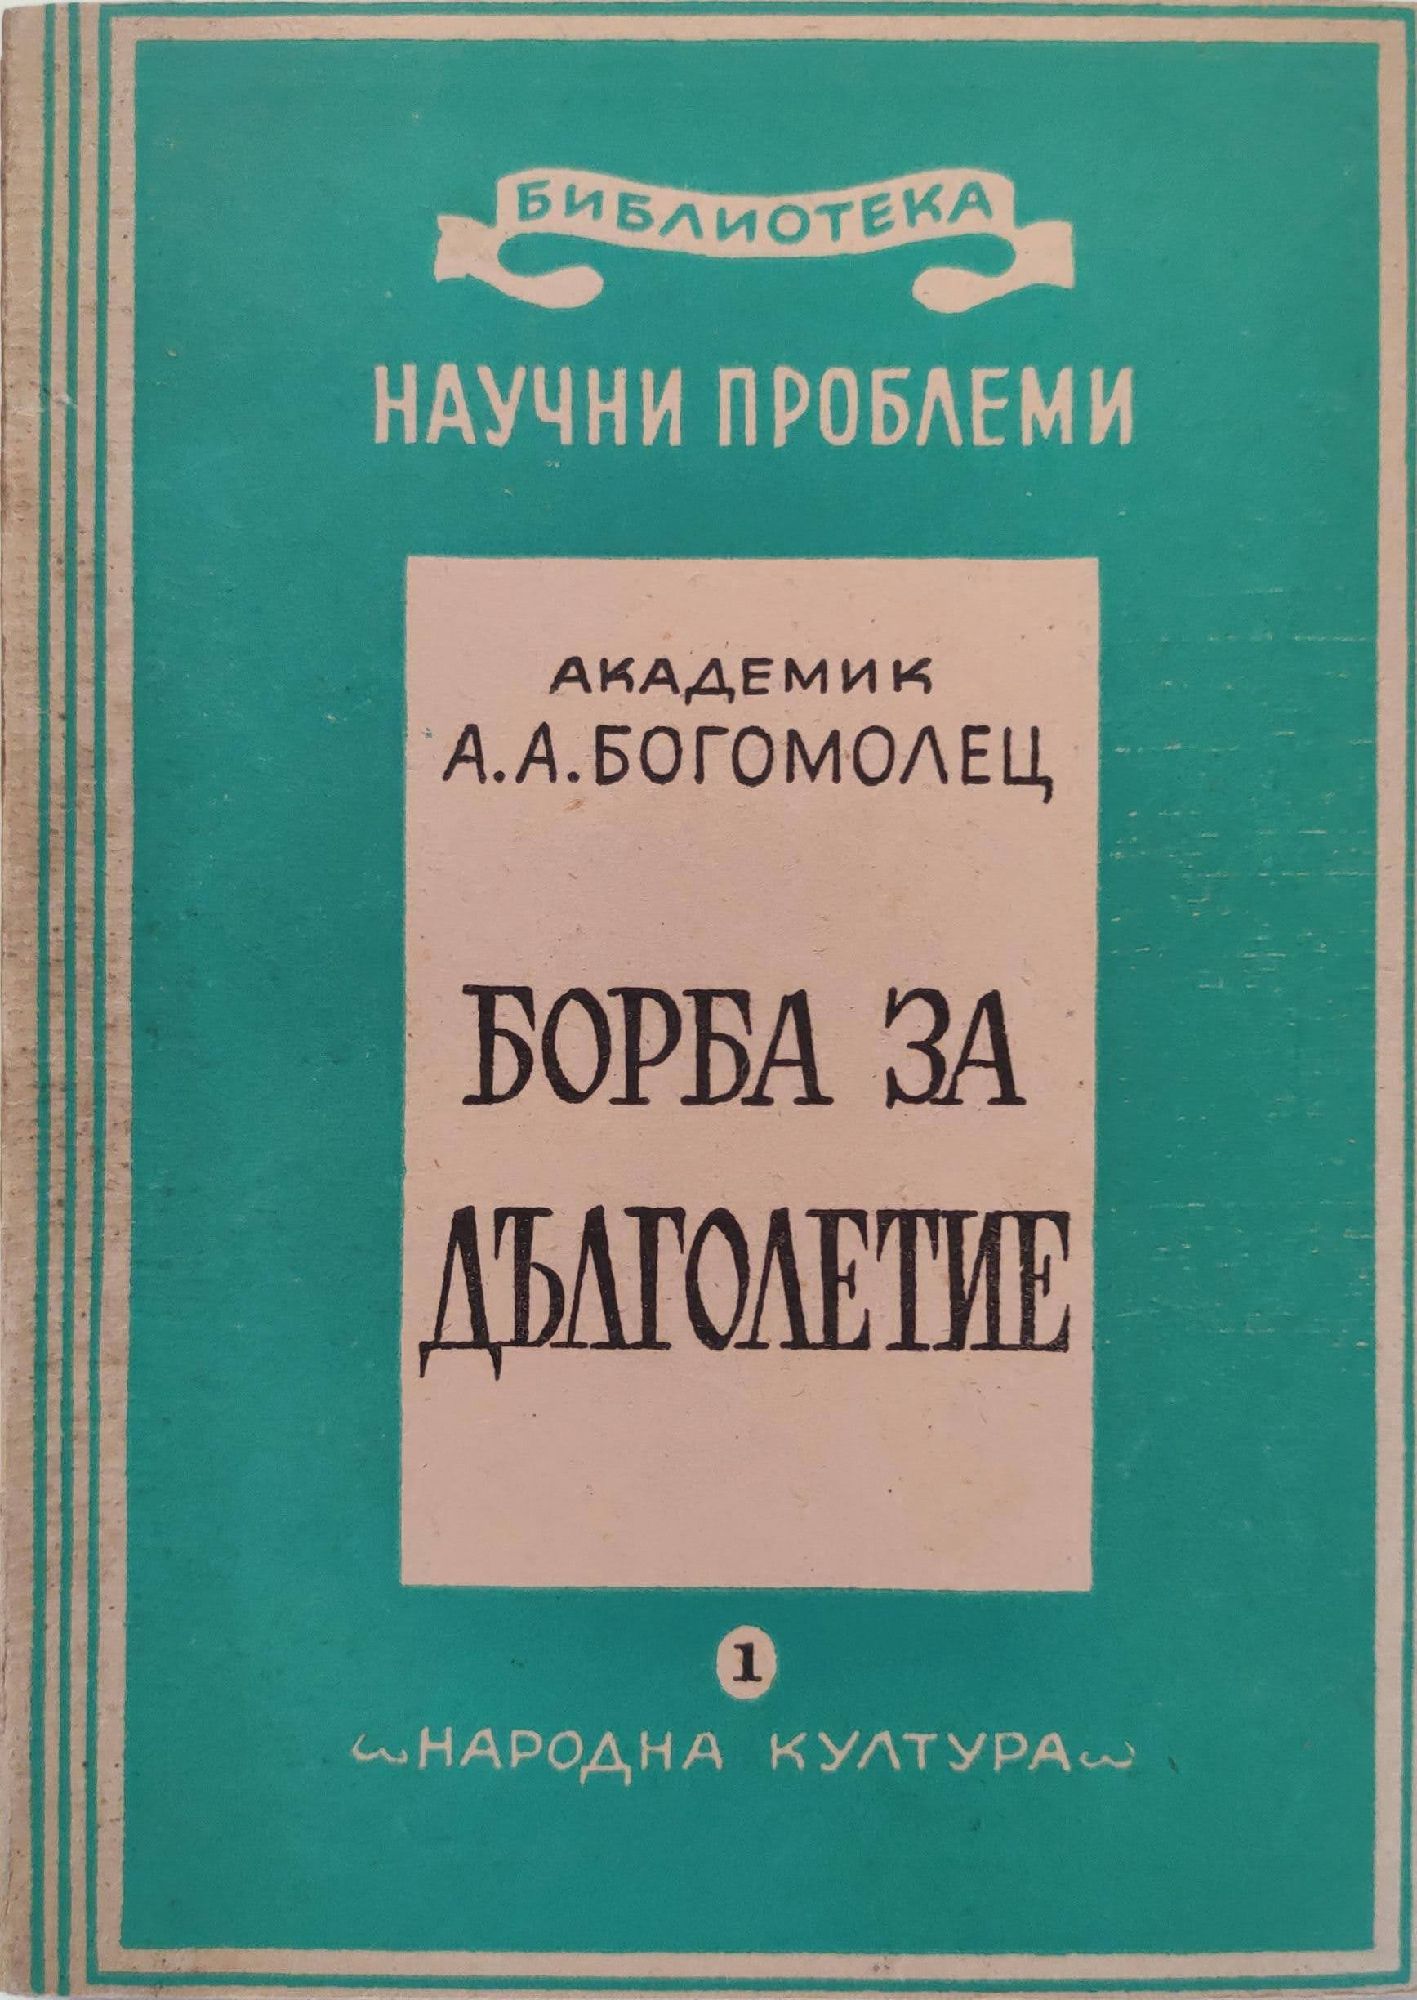 БИБЛИОТЕКА
НАУЧНИ ПРОБЛЕМИ
АКАДЕМИК
А. А. БОГОМОЛЕЦ
БОРБА ЗА
ДЪЛГОЛЕТИЕ
1
НАРОДНА КУЛТУРА